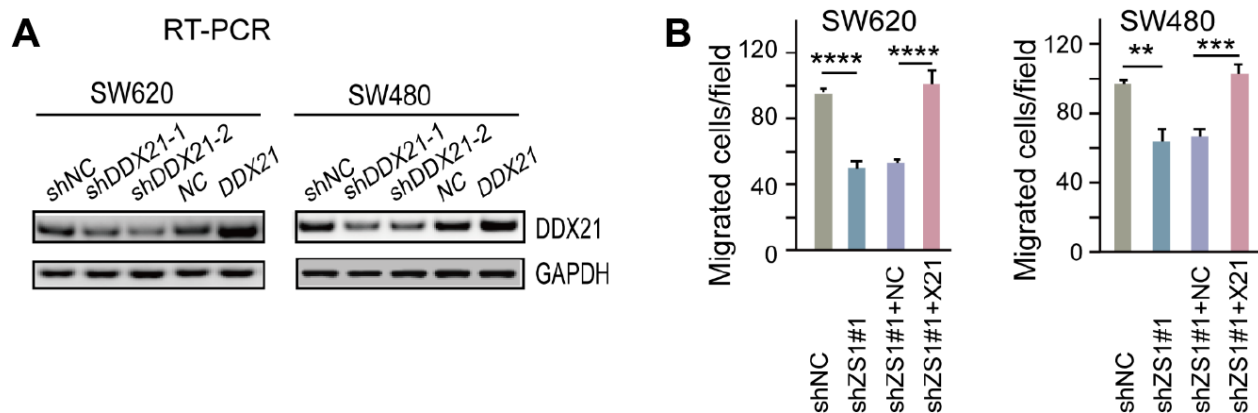 A
RT-PCR
SW620
SW480
shNC
shDDX21-1
shDDX21-2
NC
DDX21
shNC
shDDX21-1
shDDX21-2
NC
DDX21
DDX21
GAPDH
B
SW620
Migrated cells/field
120
80
40
0
****
****
shNC
shZS1#1
shZS1#1+NC
shZS1#1+X21
SW480
Migrated cells/field
120
80
40
0
**
***
shNC
shZS1#1
shZS1#1+NC
shZS1#1+X21